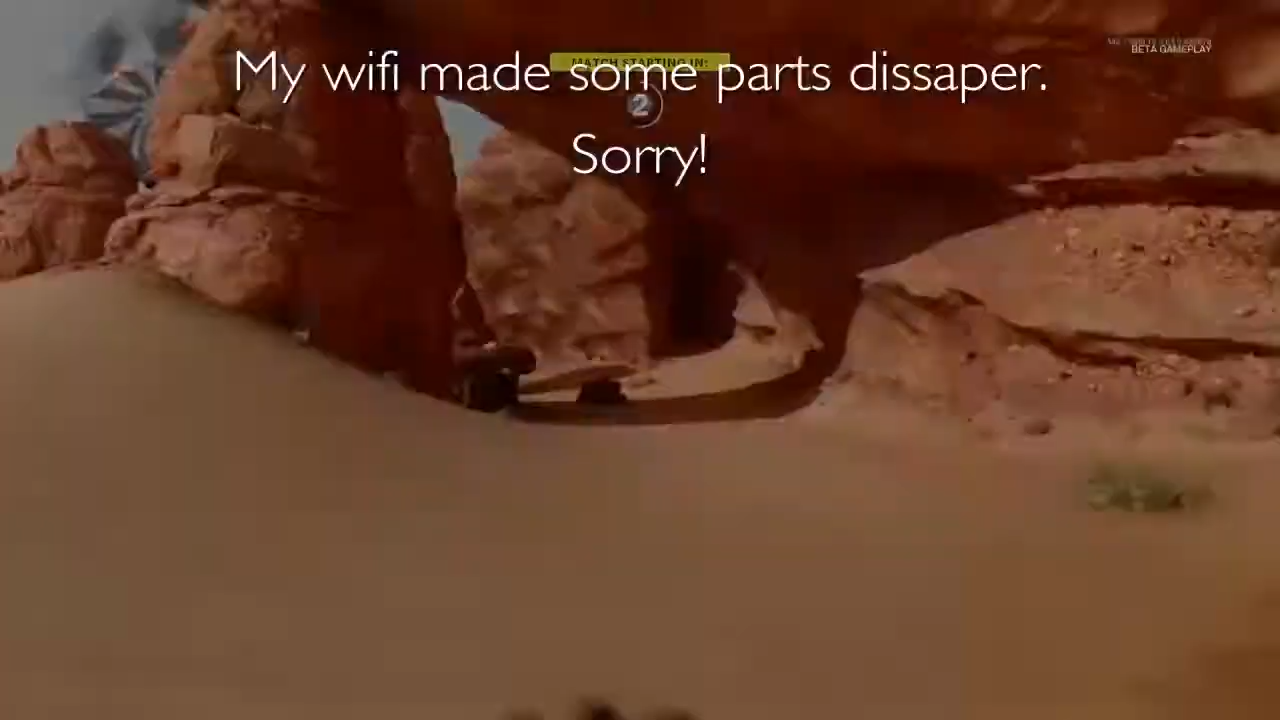 My wifi made some parts dissaper.
Sorry!
MATCH STARTING IN:
2
BETA GAMEPLAY